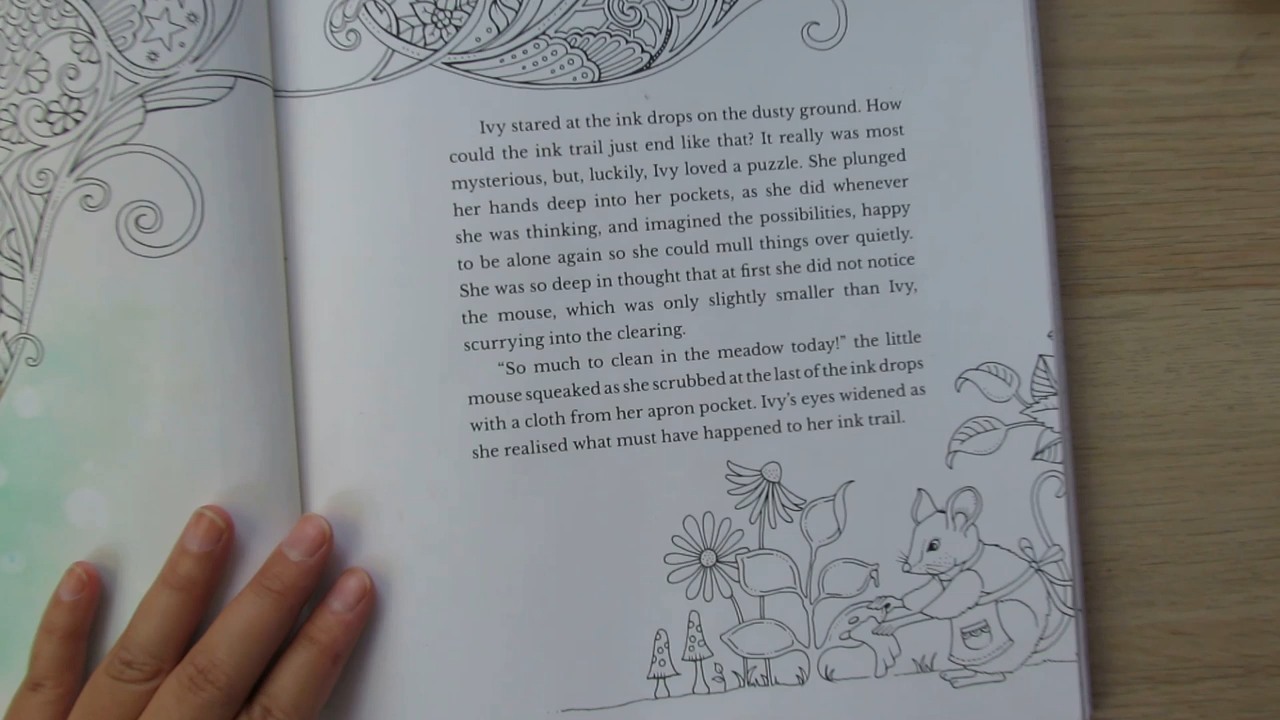 Ivy stared at the ink drops on the dusty ground. How
could the ink trail just end like that? It really was most
mysterious, but, luckily, Ivy loved a puzzle. She plunged
her hands deep into her pockets, as she did whenever
she was thinking, and imagined the possibilities, happy
to be alone again so she could mull things over quietly.
She was so deep in thought that at first she did not notice
the mouse, which was only slightly smaller than Ivy,
scurrying into the clearing.
“So much to clean in the meadow today!” the little
mouse squeaked as she scrubbed at the last of the ink drops
with a cloth from her apron pocket. Ivy’s eyes widened as
she realised what must have happened to her ink trail.